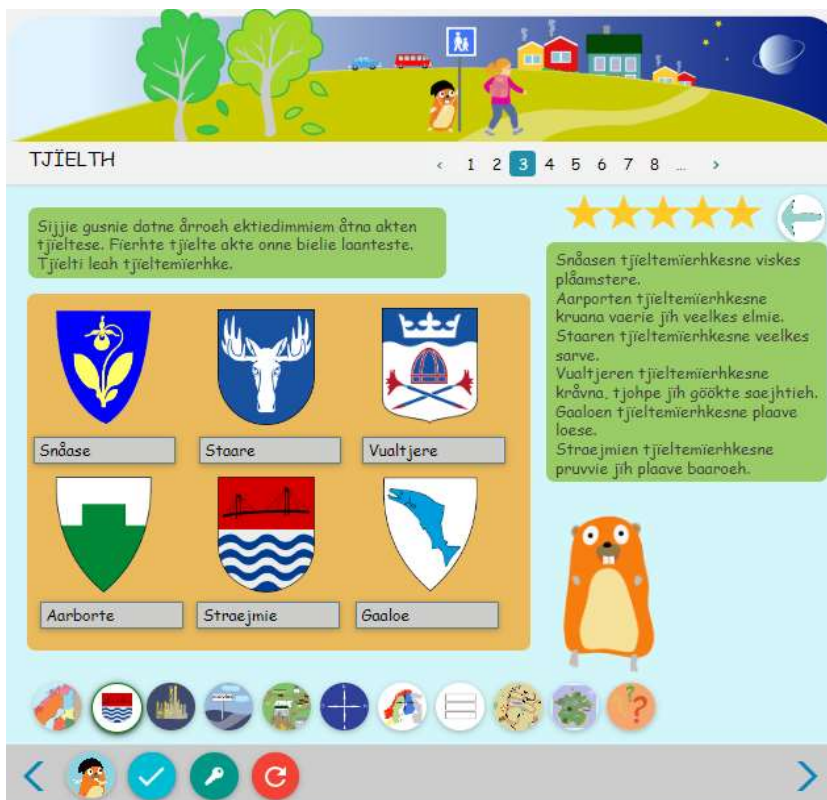 TJÏELTH
‹ 1 2 3 4 5 6 7 8 ... ›
Sijjie gusnie datne årroeh ektiedimmiem åtna akten
tjïeltese. Fïerhte tjïelte akte onne bielie laanteste.
Tjïelti leah tjïeltemïerhke.
Snåasen tjïeltemïerhkesne viskes
plåamstere.
Aarporten tjïeltemïerhkesne
kruana vaerie jïh veelkes elmie.
Staaren tjïeltemïerhkesne veelkes
sarve.
Vualtjeren tjïeltemïerhkesne
kråvna, tjohpe jïh göökte saejhtieh.
Gaaloen tjïeltemïerhkesne plaave
loese.
Straejmien tjïeltemïerhkesne
pruvvie jïh plaave baaroeh.
Snåase
Staare
Vualtjere
Aarborte
Straejmie
Gaaloe